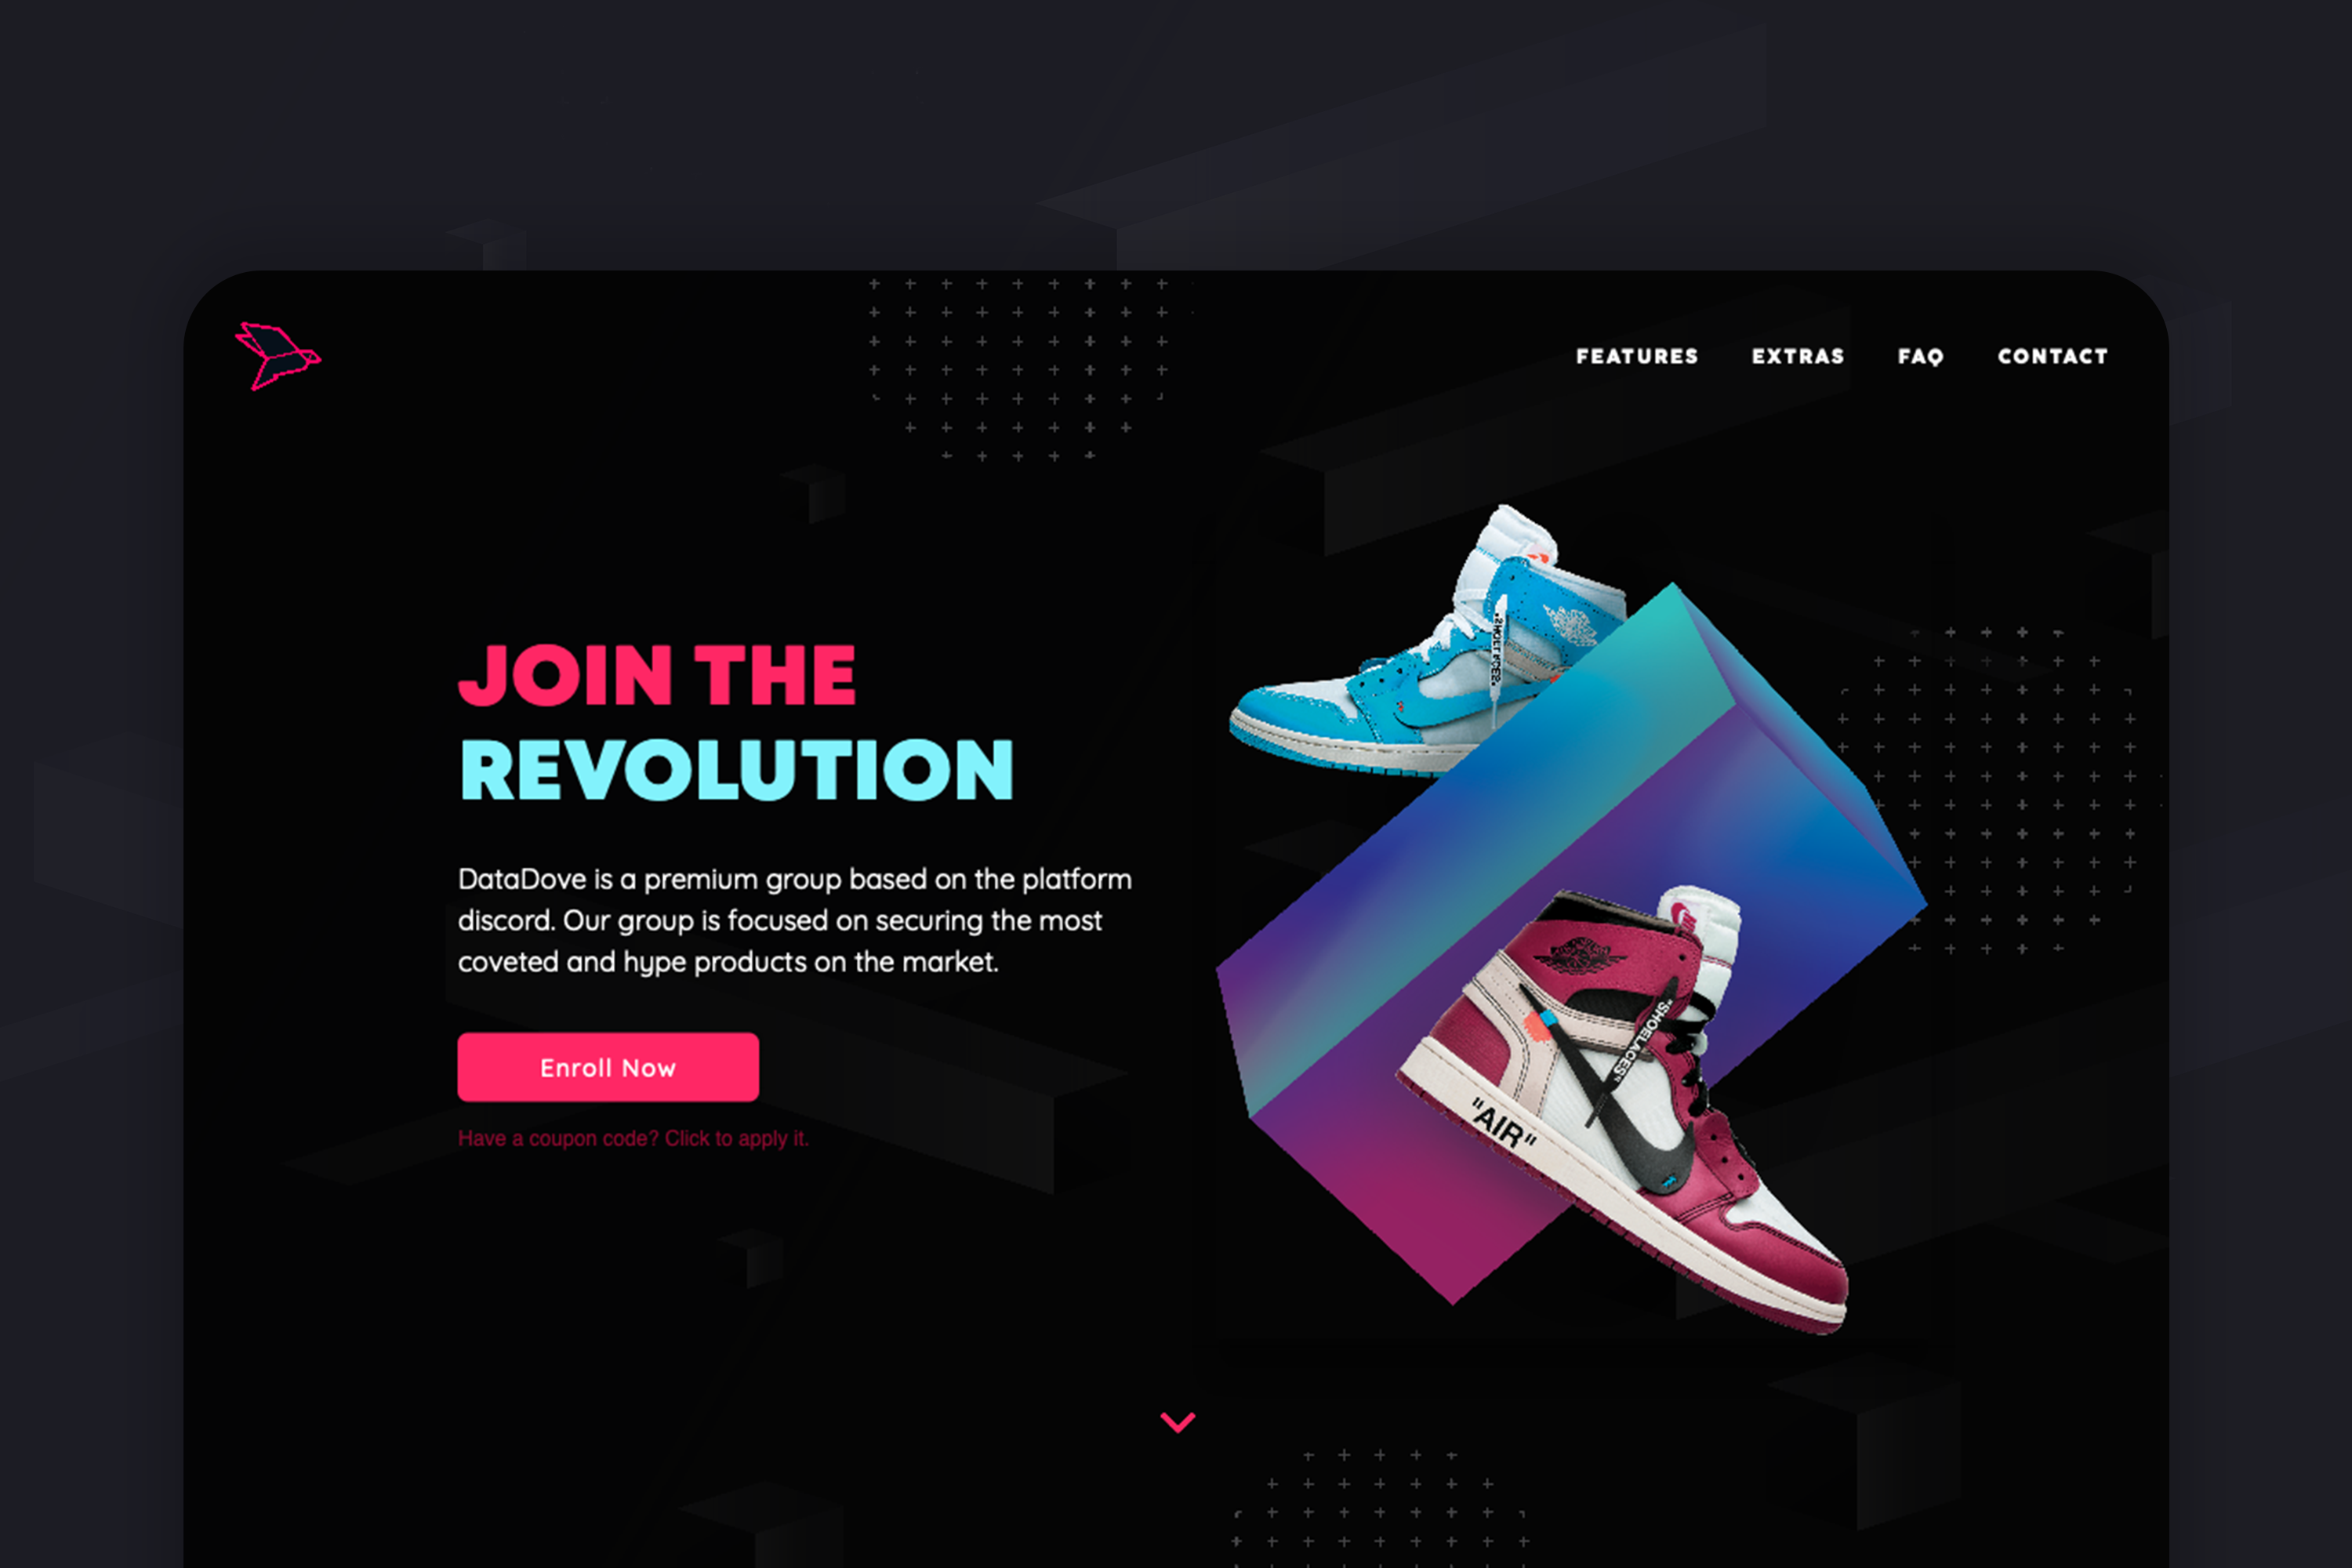 FEATURES EXTRAS FAQ CONTACT
JOIN THE
REVOLUTION
DataDove is a premium group based on the platform
discord. Our group is focused on securing the most
coveted and hype products on the market.
Enroll Now
Have a coupon code? Click to apply it.
"SHOELACES"
"SHOELACES"
"AIR"